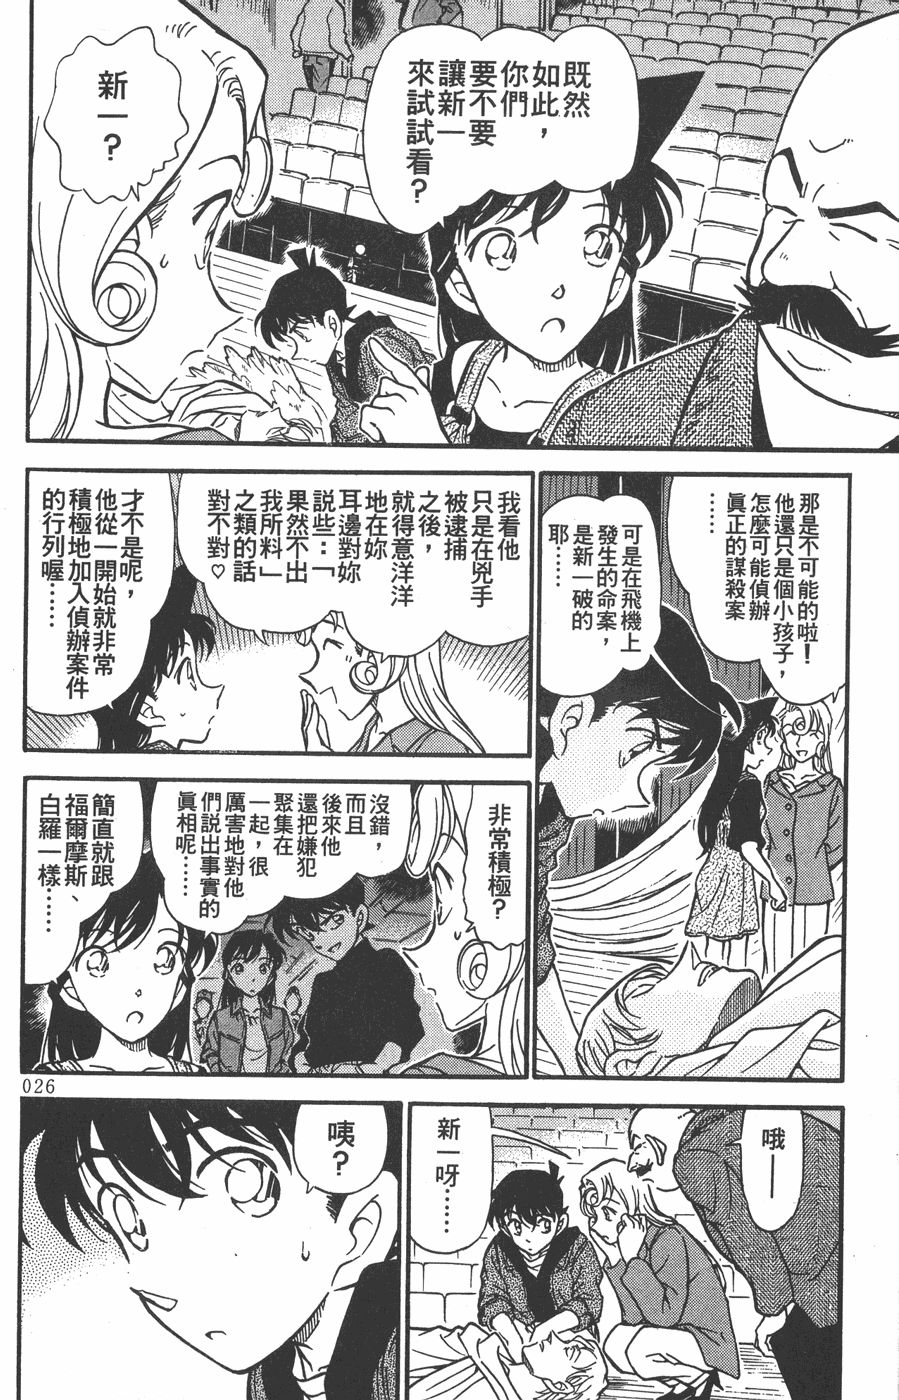 既然
如此，
你們
要不要
讓新一
來試試看？
新一？
那是不可能的啦！
他還只是個小孩子，
怎麼可能偵辦
真正的謀殺案
……
可是在飛機上
發生的命案，
是新一破的
耶……
我看他
只是在兇手
被逮捕
之後，
就得意洋洋
地在妳
耳邊對妳
說些：「
果然不出
我所料」
之類的話
對不對♡
才不是呢，
他從一開始就非常
積極地加入偵辦案件
的行列喔……
非常積極？
沒錯，
而且
後來他
還把嫌犯
聚集在
一起，很
厲害地對他
們說出事實的
真相呢……
簡直就跟
福爾摩斯、
白羅一樣……
026
哦──
新一呀……
咦？